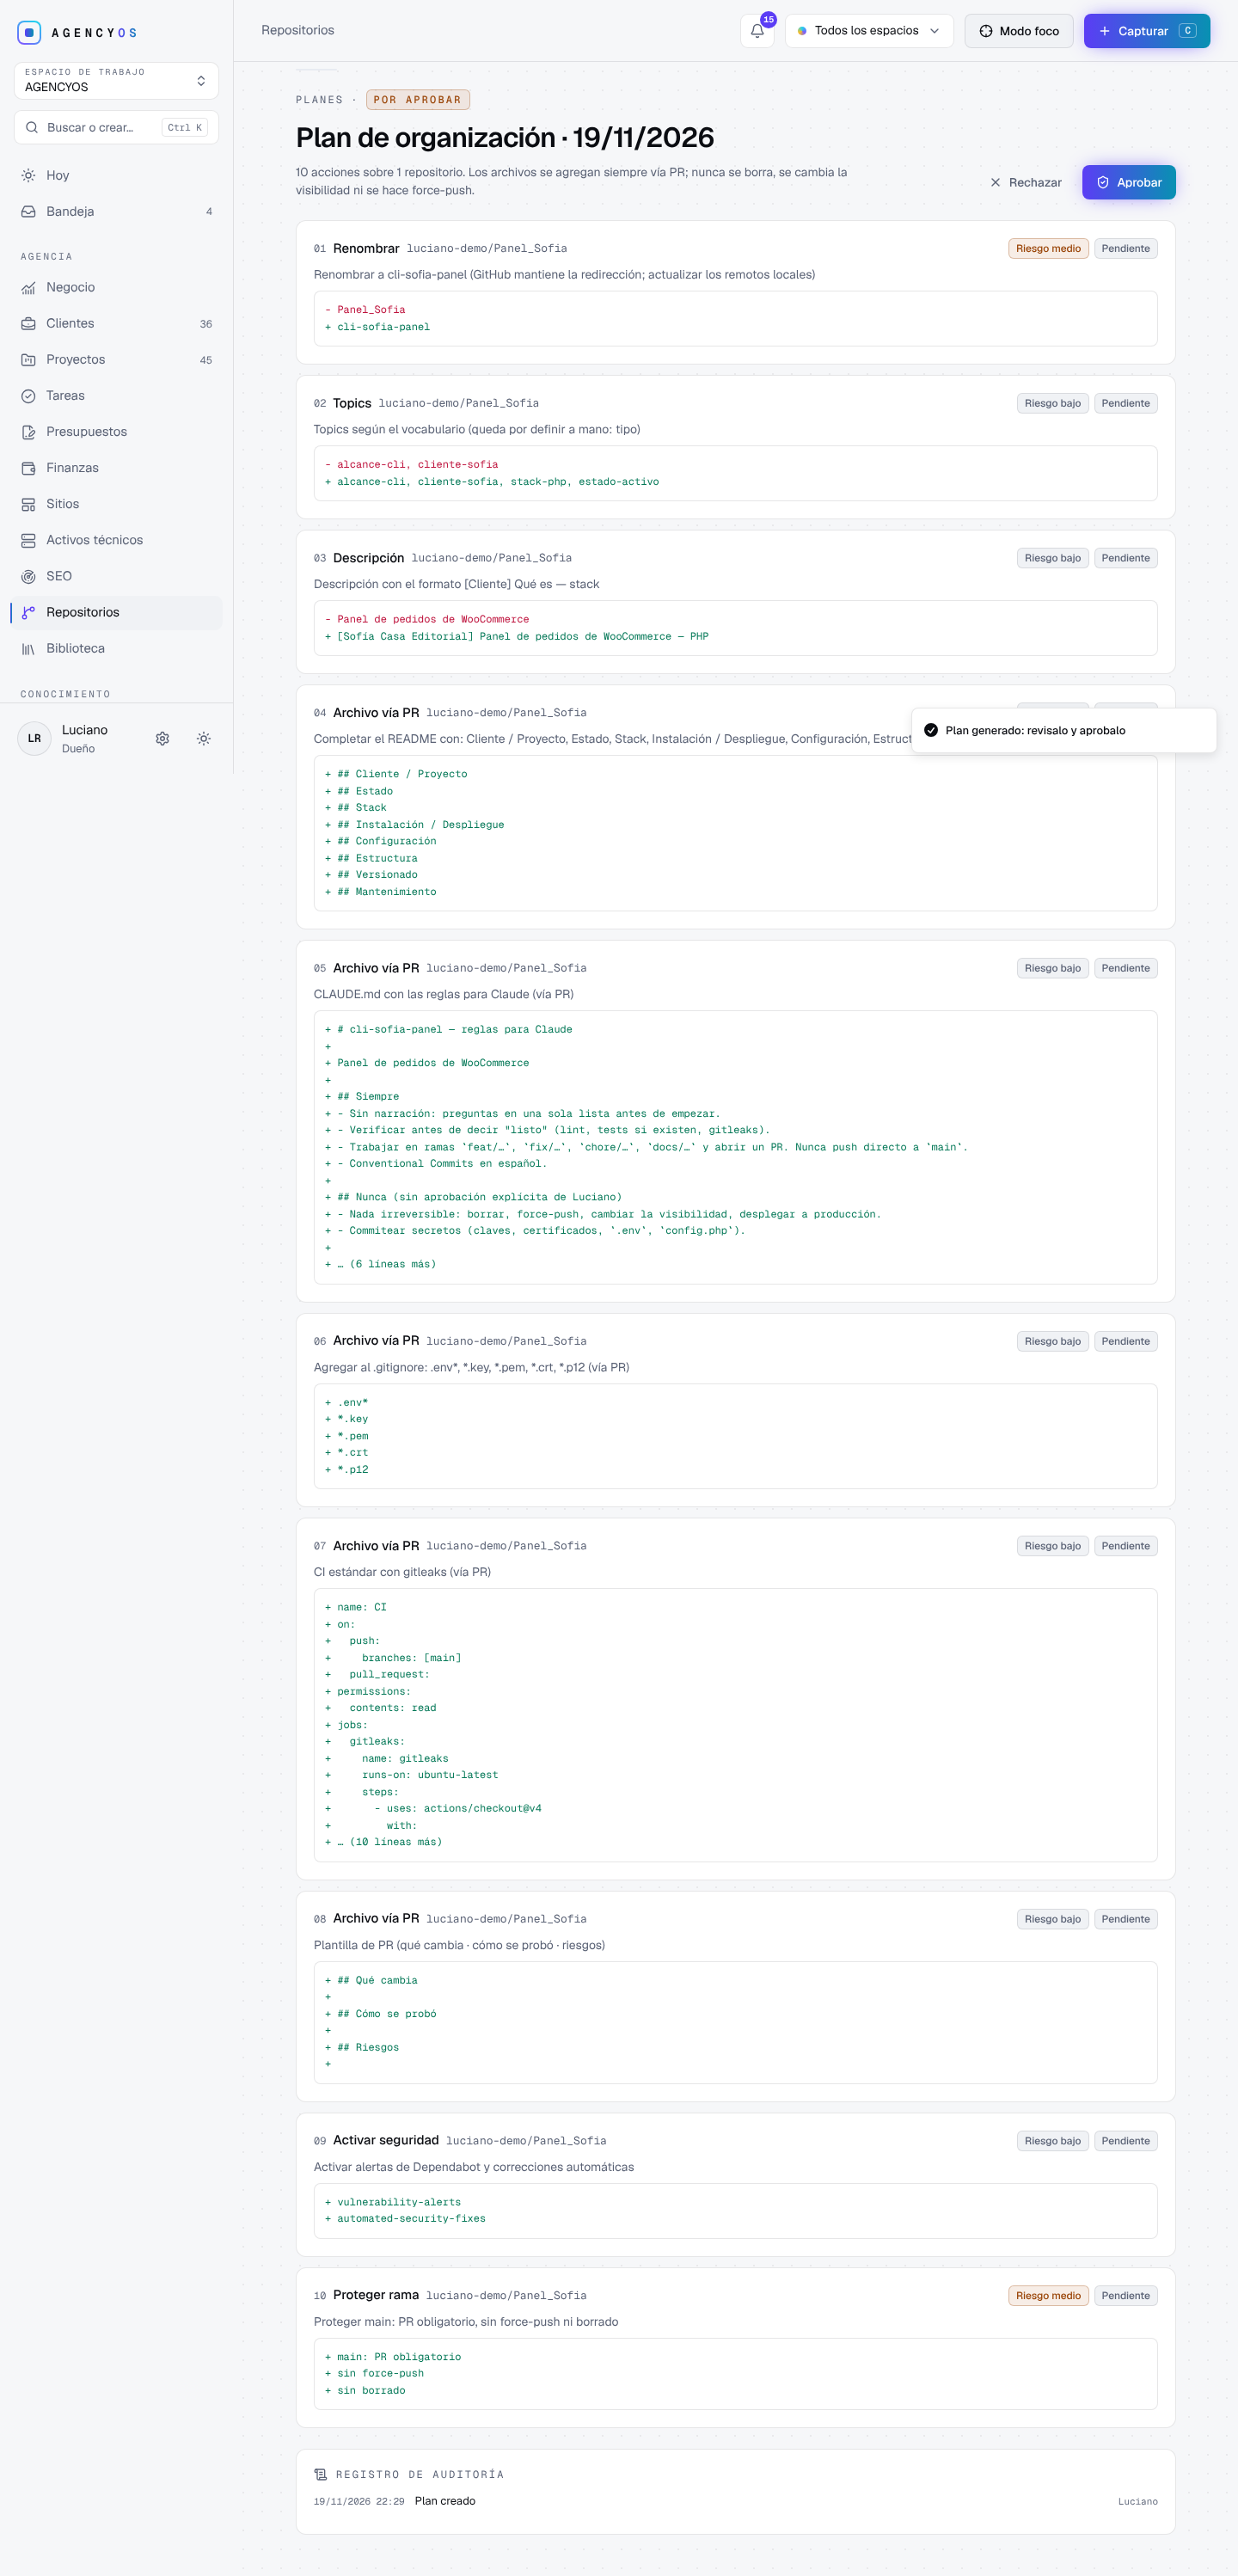 AGENCYOS
ESPACIO DE TRABAJO
AGENCYOS
Buscar o crear…
Ctrl K
Hoy
Bandeja
4
AGENCIA
Negocio
Clientes
36
Proyectos
45
Tareas
Presupuestos
Finanzas
Sitios
Activos técnicos
SEO
Repositorios
Biblioteca
CONOCIMIENTO
LR
Luciano
Dueño
Repositorios
15
Todos los espacios
Modo foco
Capturar
C
PLANES ·
POR APROBAR
Plan de organización · 19/11/2026
10 acciones sobre 1 repositorio. Los archivos se agregan siempre vía PR; nunca se borra, se cambia la
visibilidad ni se hace force-push.
Rechazar
Aprobar
01 Renombrar luciano-demo/Panel_Sofia
Riesgo medio
Pendiente
Renombrar a cli-sofia-panel (GitHub mantiene la redirección; actualizar los remotos locales)
- Panel_Sofia
+ cli-sofia-panel
02 Topics luciano-demo/Panel_Sofia
Riesgo bajo
Pendiente
Topics según el vocabulario (queda por definir a mano: tipo)
- alcance-cli, cliente-sofia
+ alcance-cli, cliente-sofia, stack-php, estado-activo
03 Descripción luciano-demo/Panel_Sofia
Riesgo bajo
Pendiente
Descripción con el formato [Cliente] Qué es — stack
- Panel de pedidos de WooCommerce
+ [Sofía Casa Editorial] Panel de pedidos de WooCommerce — PHP
04 Archivo vía PR luciano-demo/Panel_Sofia
Completar el README con: Cliente / Proyecto, Estado, Stack, Instalación / Despliegue, Configuración, Estruct
Plan generado: revisalo y aprobalo
+ ## Cliente / Proyecto
+ ## Estado
+ ## Stack
+ ## Instalación / Despliegue
+ ## Configuración
+ ## Estructura
+ ## Versionado
+ ## Mantenimiento
05 Archivo vía PR luciano-demo/Panel_Sofia
Riesgo bajo
Pendiente
CLAUDE.md con las reglas para Claude (vía PR)
+ # cli-sofia-panel — reglas para Claude
+
+ Panel de pedidos de WooCommerce
+
+ ## Siempre
+ - Sin narración: preguntas en una sola lista antes de empezar.
+ - Verificar antes de decir "listo" (lint, tests si existen, gitleaks).
+ - Trabajar en ramas `feat/…`, `fix/…`, `chore/…`, `docs/…` y abrir un PR. Nunca push directo a `main`.
+ - Conventional Commits en español.
+
+ ## Nunca (sin aprobación explícita de Luciano)
+ - Nada irreversible: borrar, force-push, cambiar la visibilidad, desplegar a producción.
+ - Commitear secretos (claves, certificados, `.env`, `config.php`).
+
+ … (6 líneas más)
06 Archivo vía PR luciano-demo/Panel_Sofia
Riesgo bajo
Pendiente
Agregar al .gitignore: .env*, *.key, *.pem, *.crt, *.p12 (vía PR)
+ .env*
+ *.key
+ *.pem
+ *.crt
+ *.p12
07 Archivo vía PR luciano-demo/Panel_Sofia
Riesgo bajo
Pendiente
CI estándar con gitleaks (vía PR)
+ name: CI
+ on:
+   push:
+     branches: [main]
+   pull_request:
+ permissions:
+   contents: read
+ jobs:
+   gitleaks:
+     name: gitleaks
+     runs-on: ubuntu-latest
+     steps:
+       - uses: actions/checkout@v4
+         with:
+ … (10 líneas más)
08 Archivo vía PR luciano-demo/Panel_Sofia
Riesgo bajo
Pendiente
Plantilla de PR (qué cambia · cómo se probó · riesgos)
+ ## Qué cambia
+
+ ## Cómo se probó
+
+ ## Riesgos
+
09 Activar seguridad luciano-demo/Panel_Sofia
Riesgo bajo
Pendiente
Activar alertas de Dependabot y correcciones automáticas
+ vulnerability-alerts
+ automated-security-fixes
10 Proteger rama luciano-demo/Panel_Sofia
Riesgo medio
Pendiente
Proteger main: PR obligatorio, sin force-push ni borrado
+ main: PR obligatorio
+ sin force-push
+ sin borrado
REGISTRO DE AUDITORÍA
19/11/2026 22:29 Plan creado
Luciano